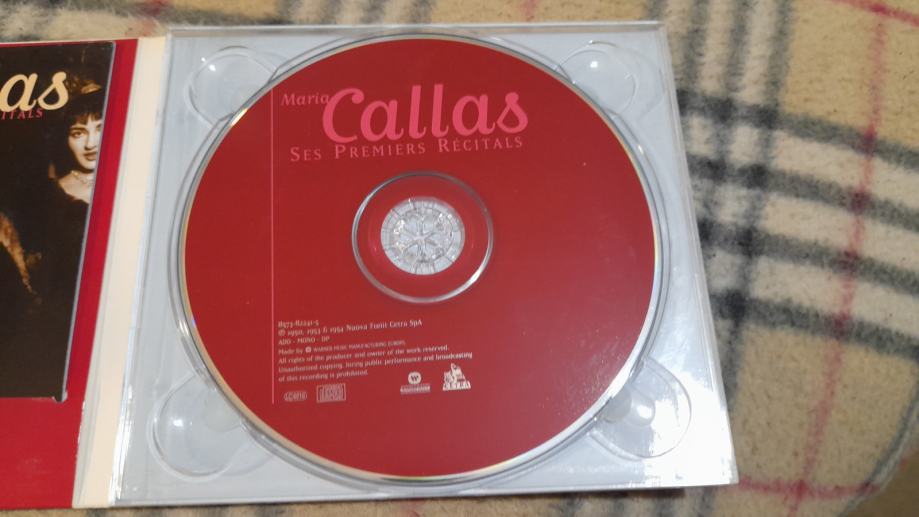 as
ITALS
Maria Callas
SES PREMIERS RÉCITALS
8573-82241-5
℗ 1950, 1953 & 1954 Nuova Fonit Cetra SpA
ADD - MONO - DP
Made by WARNER MUSIC MANUFACTURING EUROPE.
All rights of the producer and owner of the work reserved.
Unauthorized copying, hiring public performance and broadcasting
of this recording is prohibited.
CETRA